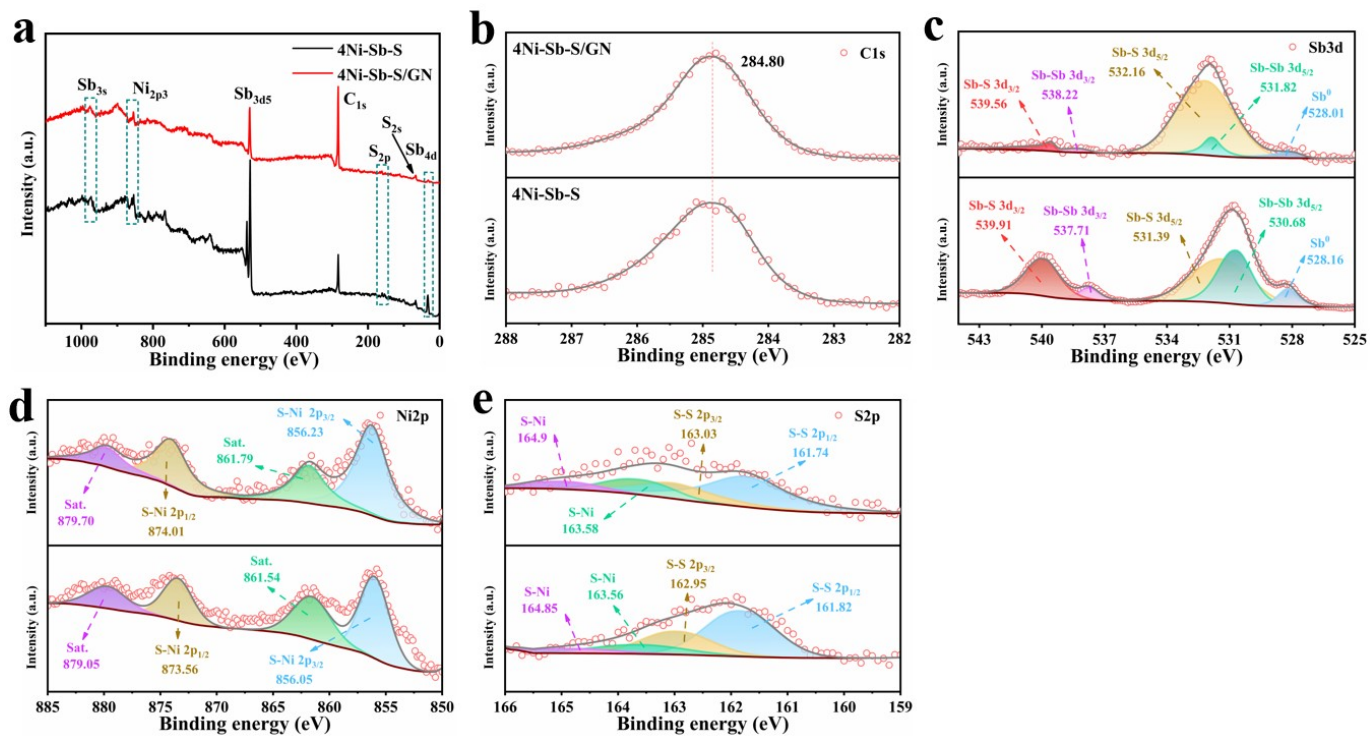 a
4Ni-Sb-S
4Ni-Sb-S/GN
Sb3s
Ni2p3
Sb3d5
C1s
S2s
S2p
Sb4d
Intensity (a.u.)
1000 800 600 400 200 0
Binding energy (eV)
b
4Ni-Sb-S/GN
284.80
C1s
Intensity (a.u.)
4Ni-Sb-S
Intensity (a.u.)
288 287 286 285 284 283 282
Binding energy (eV)
c
Sb3d
Sb-S 3d3/2
539.56
Sb-Sb 3d3/2
538.22
Sb-S 3d5/2
532.16
Sb-Sb 3d5/2
531.82
Sb0
528.01
Intensity (a.u.)
Sb-S 3d3/2
539.91
Sb-Sb 3d3/2
537.71
Sb-S 3d5/2
531.39
Sb-Sb 3d5/2
530.68
Sb0
528.16
Intensity (a.u.)
543 540 537 534 531 528 525
Binding energy (eV)
d
Ni2p
Sat.
879.70
S-Ni 2p1/2
874.01
Sat.
861.79
S-Ni 2p3/2
856.23
Intensity (a.u.)
Sat.
879.05
S-Ni 2p1/2
873.56
Sat.
861.54
S-Ni 2p3/2
856.05
Intensity (a.u.)
885 880 875 870 865 860 855 850
Binding energy (eV)
e
S2p
S-Ni
164.9
S-Ni
163.58
S-S 2p3/2
163.03
S-S 2p1/2
161.74
Intensity (a.u.)
S-Ni
164.85
S-Ni
163.56
S-S 2p3/2
162.95
S-S 2p1/2
161.82
Intensity (a.u.)
166 165 164 163 162 161 160 159
Binding energy (eV)